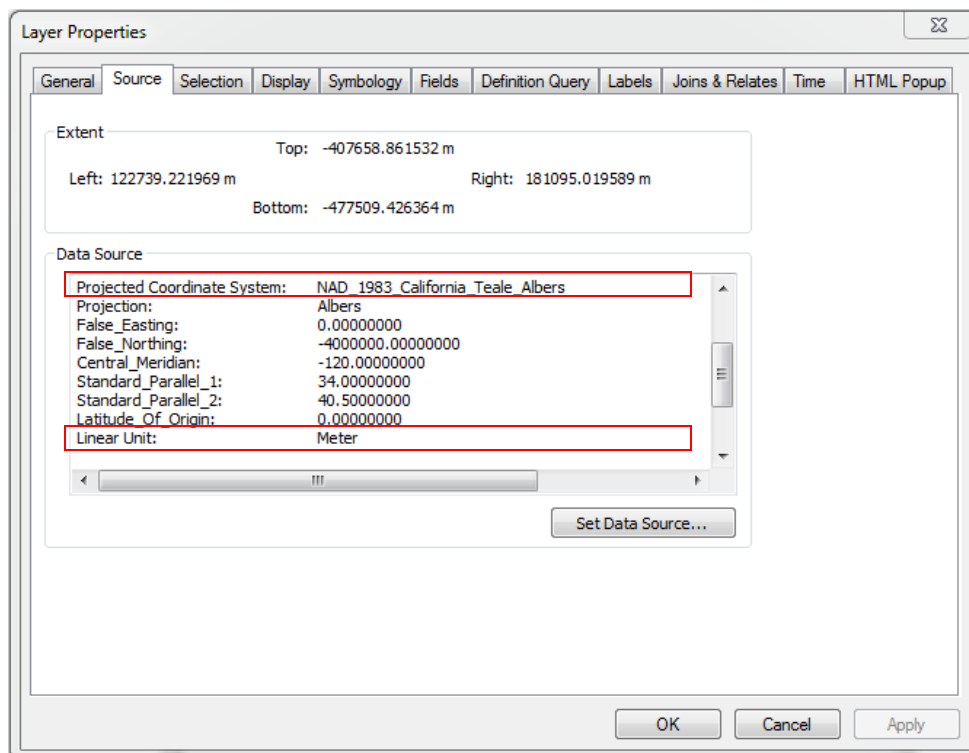 Layer Properties
General Source Selection Display Symbology Fields Definition Query Labels Joins & Relates Time HTML Popup
Extent
Top: -407658.861532 m
Left: 122739.221969 m Right: 181095.019589 m
Bottom: -477509.426364 m
Data Source
Projected Coordinate System: NAD_1983_California_Teale_Albers
Projection: Albers
False_Easting: 0.00000000
False_Northing: -4000000.00000000
Central_Meridian: -120.00000000
Standard_Parallel_1: 34.00000000
Standard_Parallel_2: 40.50000000
Latitude_Of_Origin: 0.00000000
Linear Unit: Meter
Set Data Source...
OK Cancel Apply